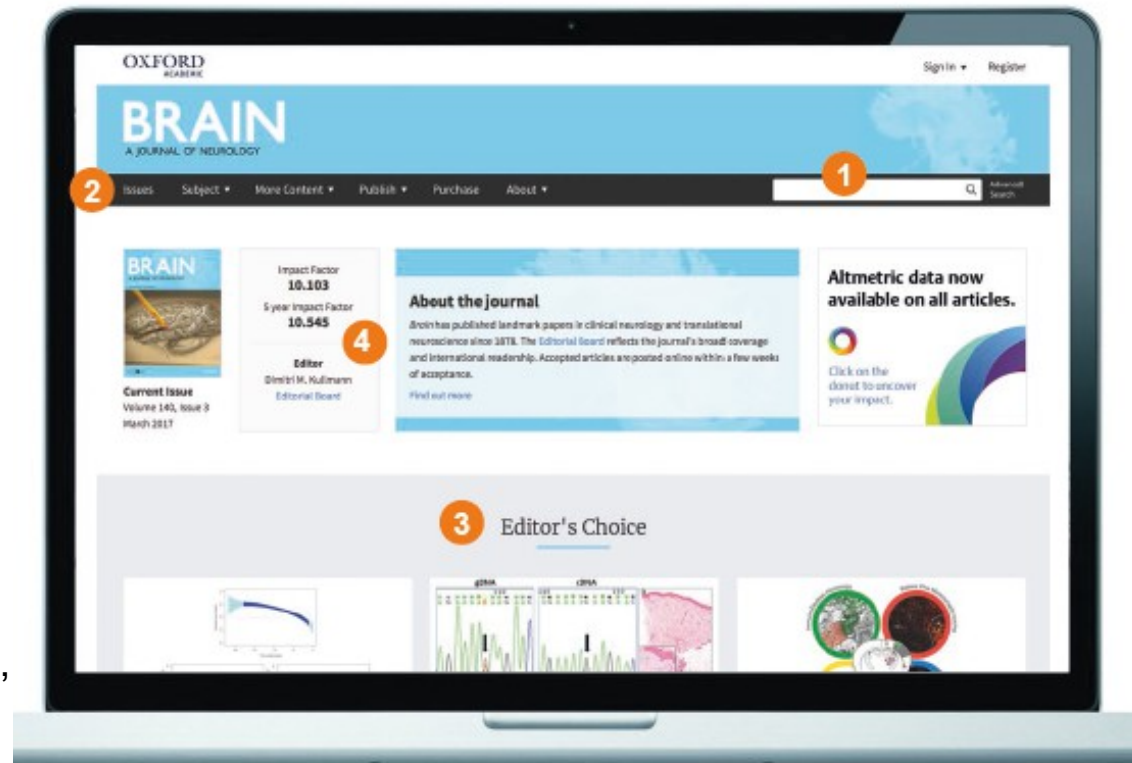 OXFORD
ACADEMIC
Sign In
Register
BRAIN
A JOURNAL OF NEUROLOGY
1
2
Issues Subject More Content Publish Purchase About
Advanced
Search
BRAIN
Current Issue
Volume 140, Issue 3
March 2017
Impact Factor
10.103
5 year Impact Factor
10.545
4
Editor
Dimitri M. Kullmann
Editorial Board
About the journal
Brain has published landmark papers in clinical neurology and translational
neuroscience since 1878. The Editorial Board reflects the journal's broad coverage
and international readership. Accepted articles are posted online within a few weeks
of acceptance.
Find out more
Altmetric data now
available on all articles.
Click on the
donut to uncover
your impact.
3
Editor's Choice
gDNA
cDNA
,